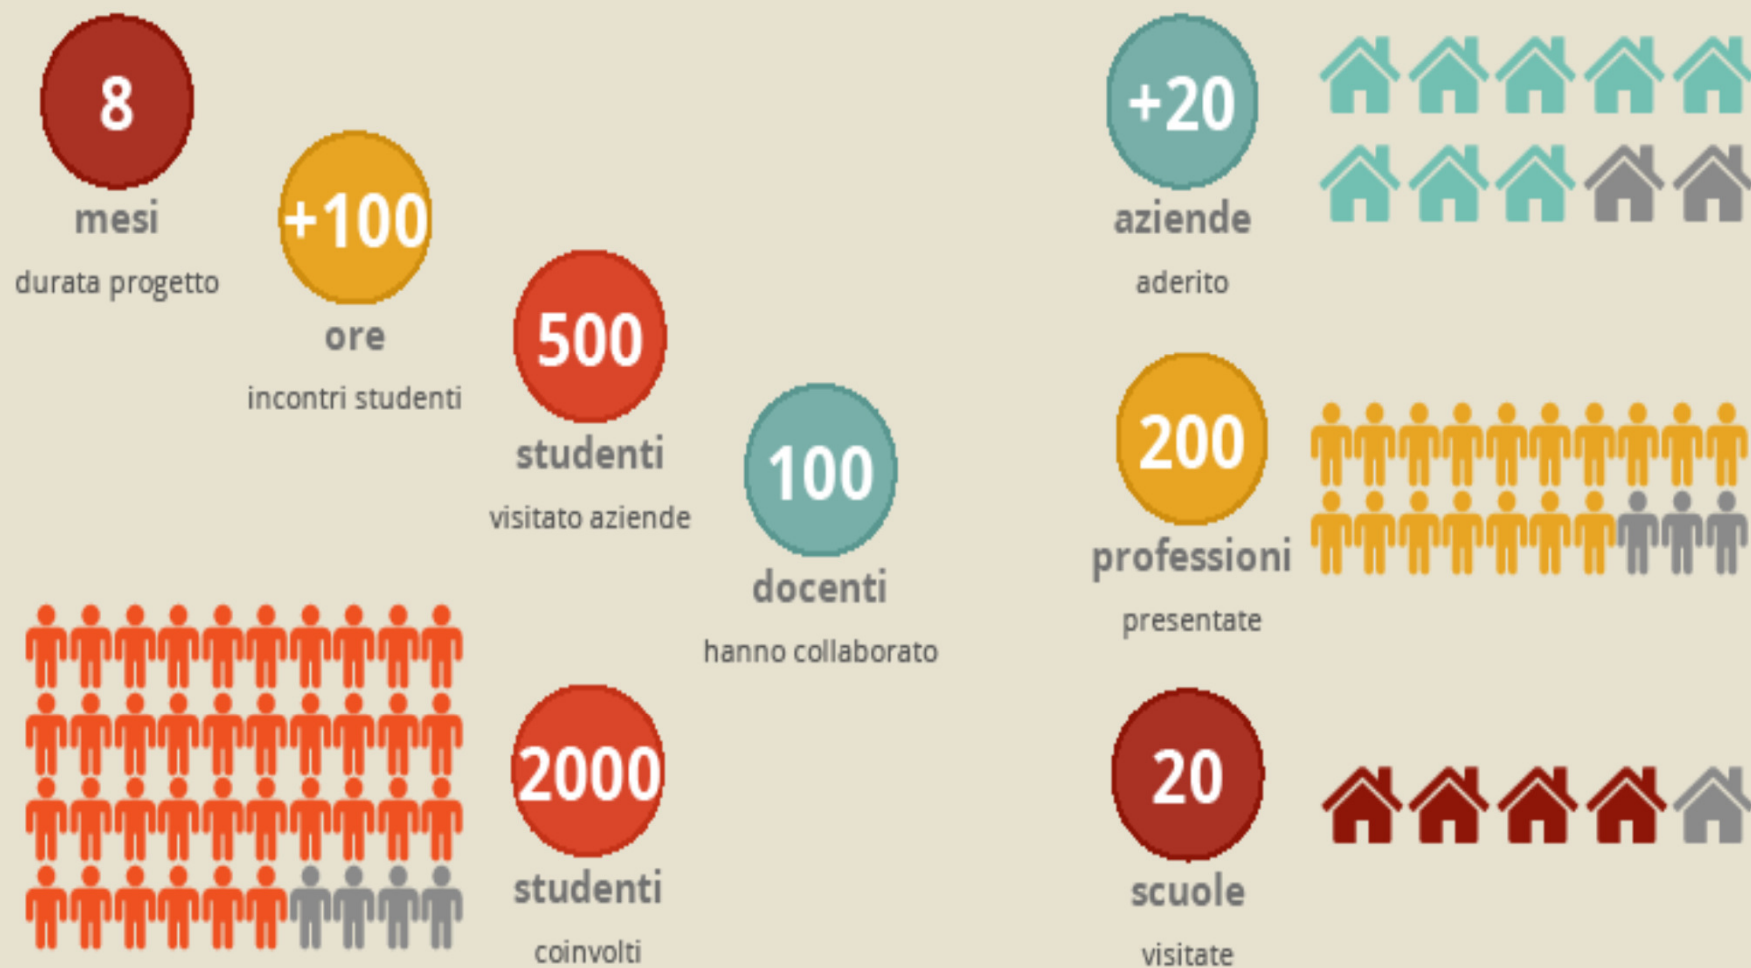 8
mesi
durata progetto
+100
ore
incontri studenti
500
studenti
visitato aziende
100
docenti
hanno collaborato
2000
studenti
coinvolti
+20
aziende
aderito
200
professioni
presentate
20
scuole
visitate